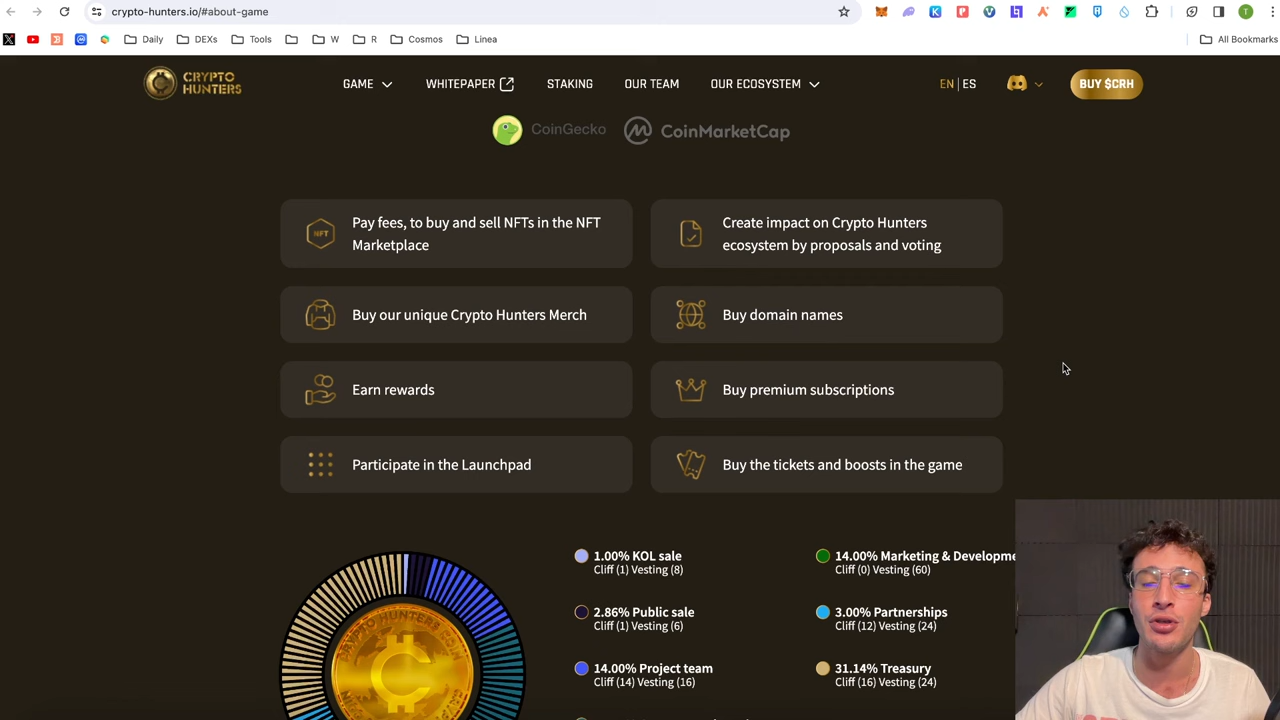 crypto-hunters.io/#about-game
T
Daily
DEXs
Tools
W
R
Cosmos
Linea
All Bookmarks
CRYPTO
HUNTERS
GAME
WHITEPAPER
STAKING
OUR TEAM
OUR ECOSYSTEM
EN | ES
BUY $CRH
CoinGecko
CoinMarketCap
Pay fees, to buy and sell NFTs in the NFT
Marketplace
NFT
Create impact on Crypto Hunters
ecosystem by proposals and voting
Buy our unique Crypto Hunters Merch
Buy domain names
Earn rewards
Buy premium subscriptions
Participate in the Launchpad
Buy the tickets and boosts in the game
1.00% KOL sale
Cliff (1) Vesting (8)
14.00% Marketing & Developme
Cliff (0) Vesting (60)
2.86% Public sale
Cliff (1) Vesting (6)
3.00% Partnerships
Cliff (12) Vesting (24)
14.00% Project team
Cliff (14) Vesting (16)
31.14% Treasury
Cliff (16) Vesting (24)